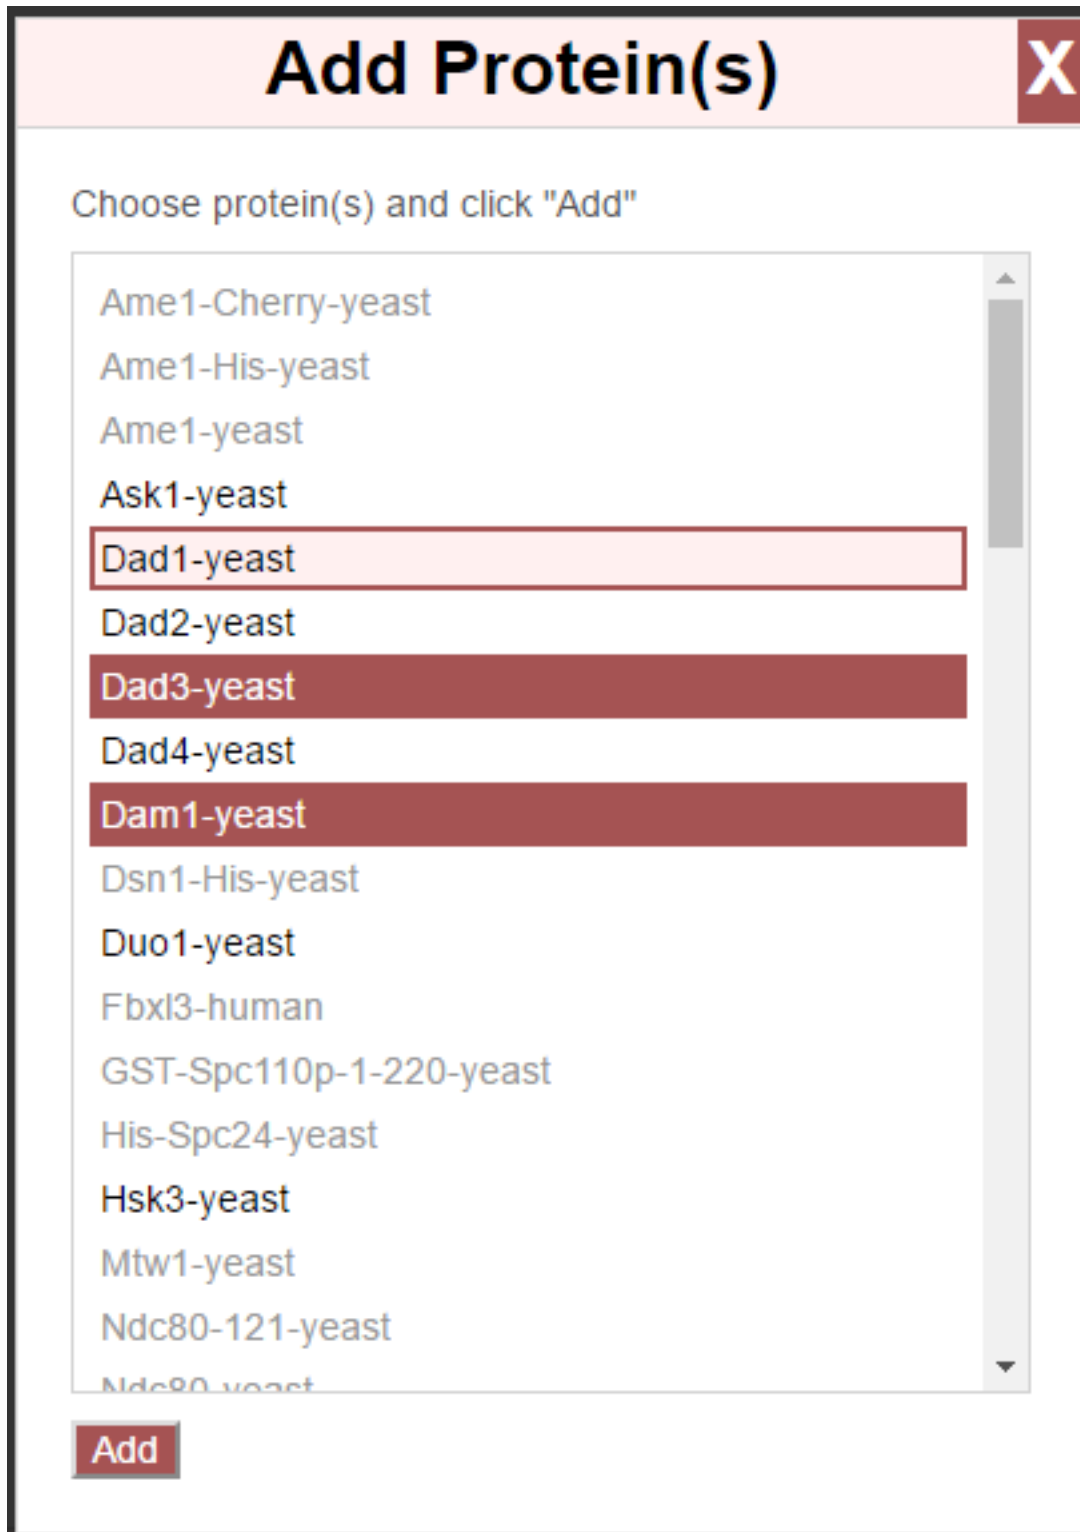 Add Protein(s)
X
Choose protein(s) and click "Add"
Ame1-Cherry-yeast
Ame1-His-yeast
Ame1-yeast
Ask1-yeast
Dad1-yeast
Dad2-yeast
Dad3-yeast
Dad4-yeast
Dam1-yeast
Dsn1-His-yeast
Duo1-yeast
Fbxl3-human
GST-Spc110p-1-220-yeast
His-Spc24-yeast
Hsk3-yeast
Mtw1-yeast
Ndc80-121-yeast
Ndc80-yeast
Add